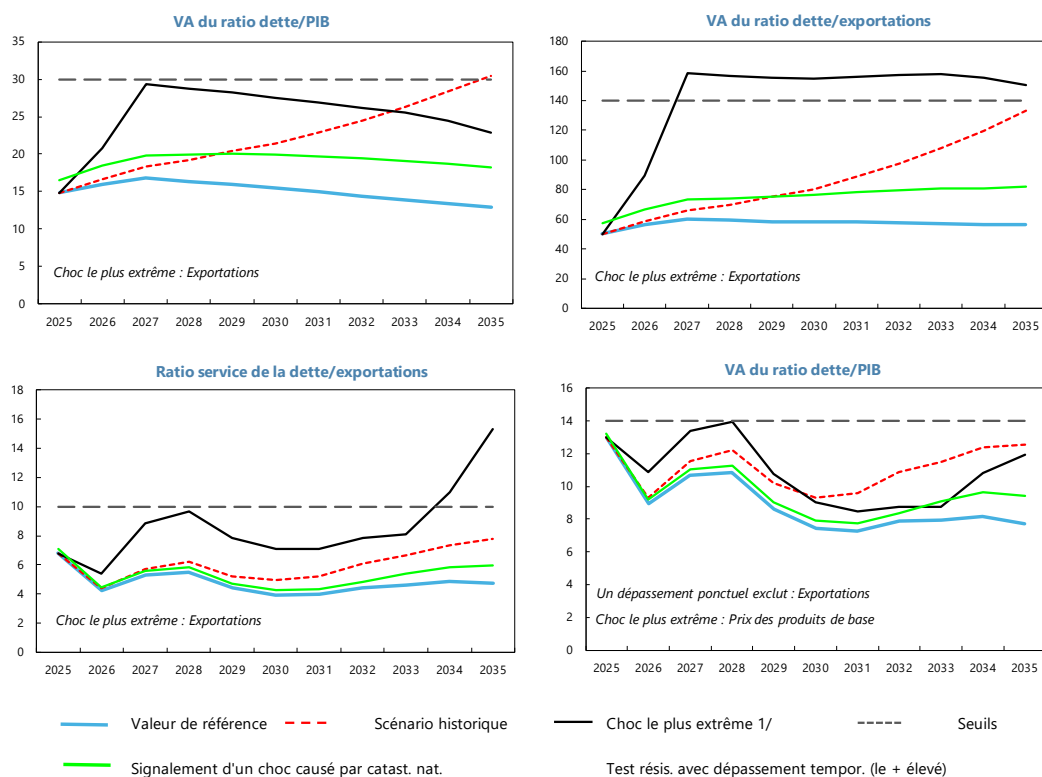 VA du ratio dette/PIB
35
30
25
20
15
10
5
0
Choc le plus extrême : Exportations
2025 2026 2027 2028 2029 2030 2031 2032 2033 2034 2035
VA du ratio dette/exportations
180
160
140
120
100
80
60
40
20
0
Choc le plus extrême : Exportations
2025 2026 2027 2028 2029 2030 2031 2032 2033 2034 2035
Ratio service de la dette/exportations
18
16
14
12
10
8
6
4
2
0
Choc le plus extrême : Exportations
2025 2026 2027 2028 2029 2030 2031 2032 2033 2034 2035
VA du ratio dette/PIB
16
14
12
10
8
6
4
2
0
Un dépassement ponctuel exclut : Exportations
Choc le plus extrême : Prix des produits de base
2025 2026 2027 2028 2029 2030 2031 2032 2033 2034 2035
Valeur de référence Scénario historique Choc le plus extrême 1/ Seuils
Signalement d'un choc causé par catast. nat. Test résis. avec dépassement tempor. (le + élevé)